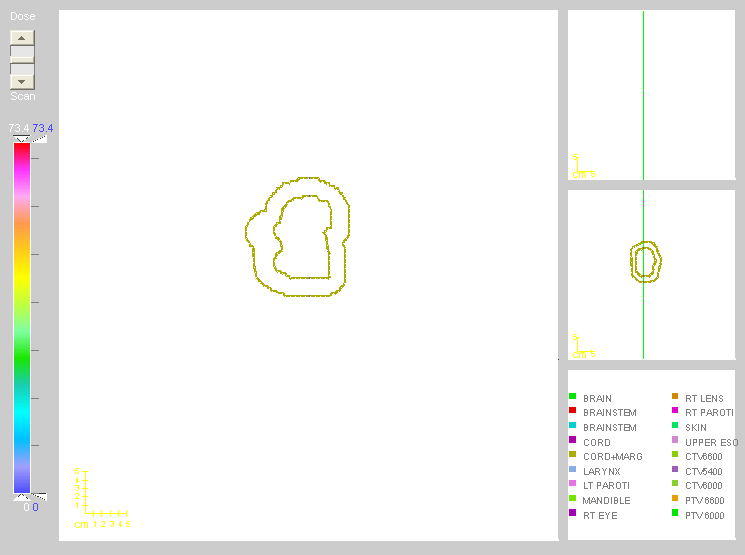 Dose
Scan
73.4 73.4
0 0
5
4
3
2
1
cm 1 2 3 4 5
5
cm 5
5
cm 5
BRAIN
BRAINSTEM
BRAINSTEM
CORD
CORD+MARG
LARYNX
LT PAROTI
MANDIBLE
RT EYE
RT LENS
RT PAROTI
SKIN
UPPER ESO
CTV6600
CTV5400
CTV6000
PTV6600
PTV6000